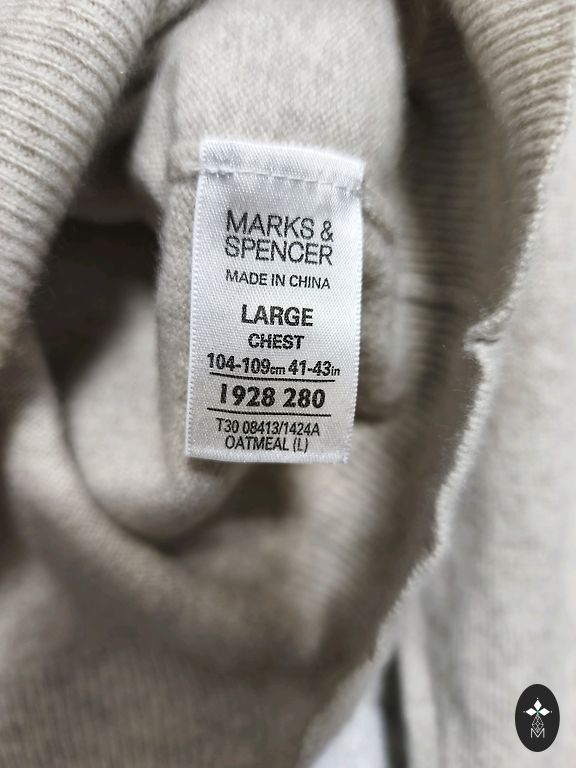 MARKS &
SPENCER
MADE IN CHINA
LARGE
CHEST
104-109cm 41-43in
1928 280
T30 08413/1424A
OATMEAL (L)
M